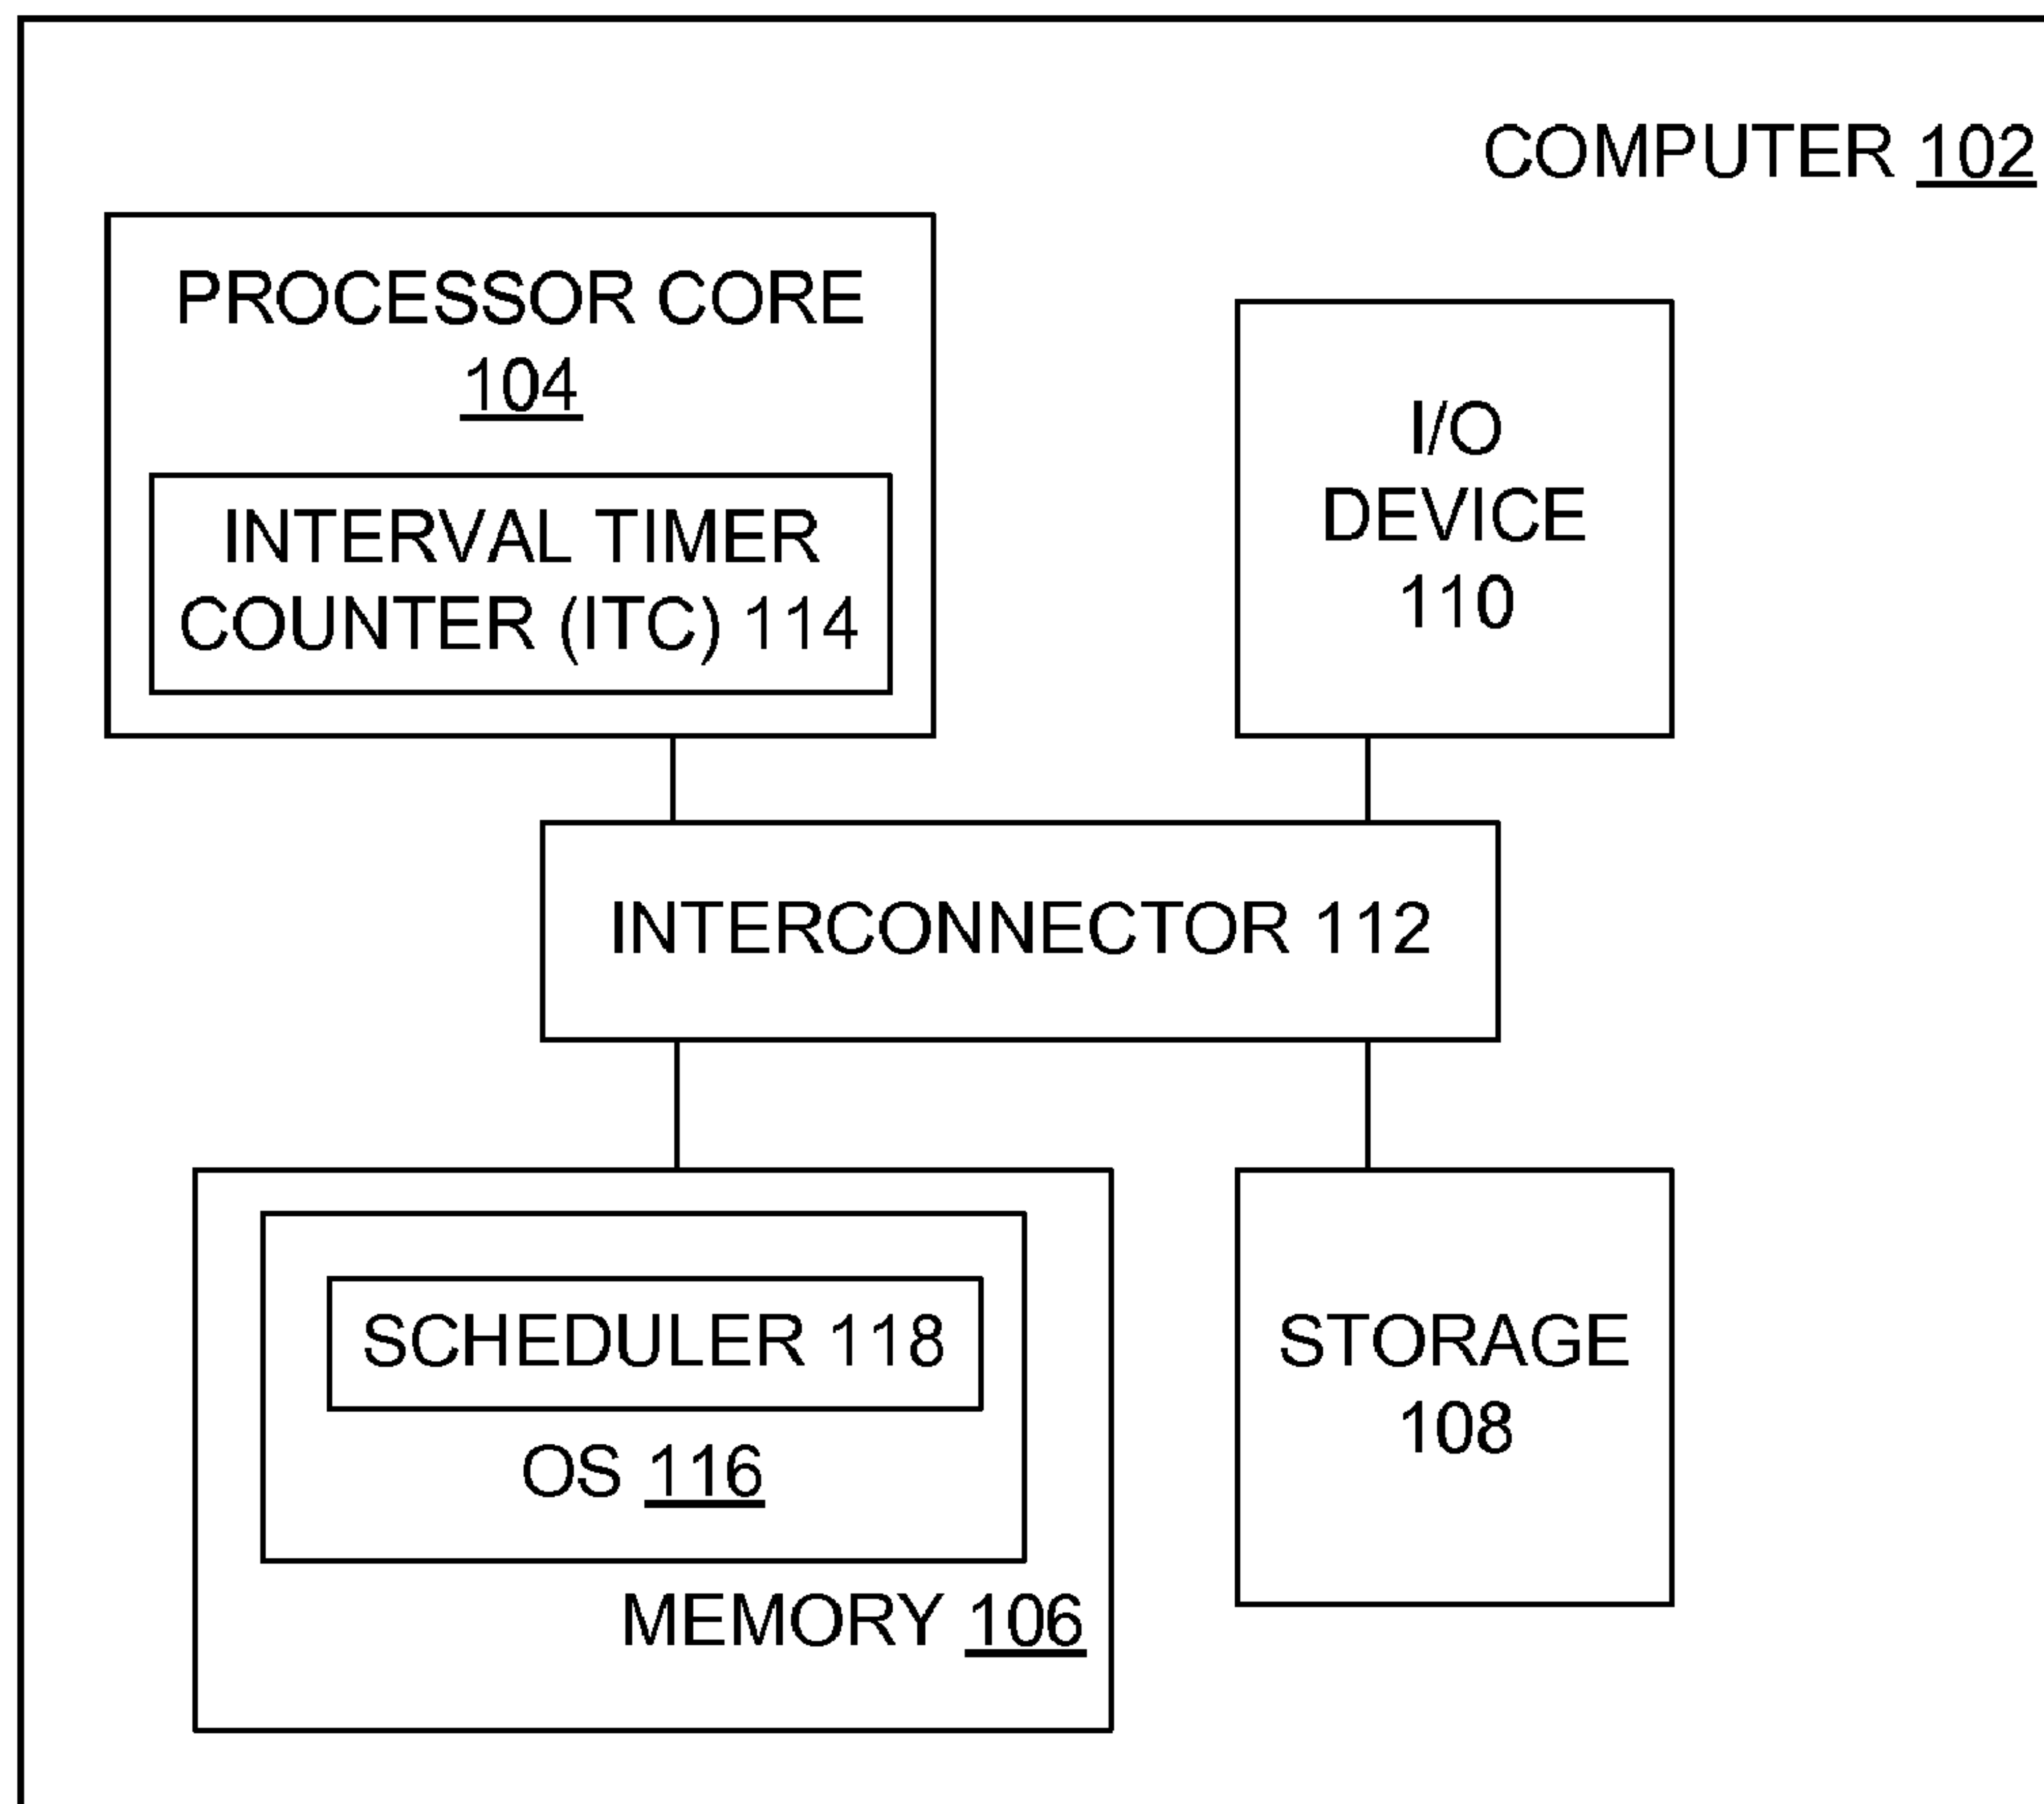 COMPUTER 102
PROCESSOR CORE
104
INTERVAL TIMER
COUNTER (ITC) 114
I/O
DEVICE
110
INTERCONNECTOR 112
SCHEDULER 118
OS 116
MEMORY 106
STORAGE
108